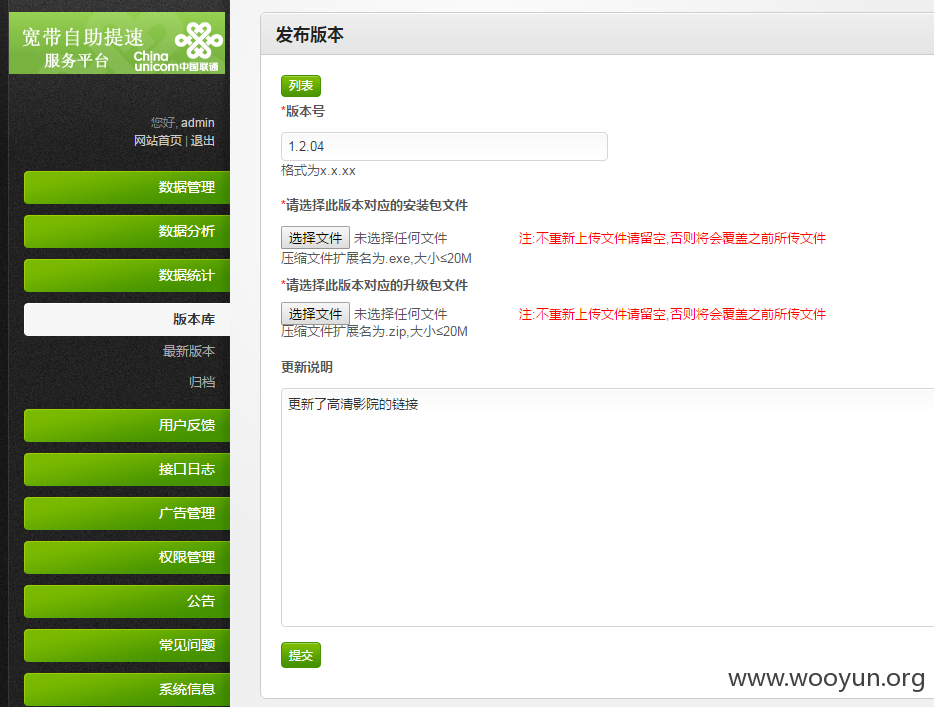 宽带自助提速
服务平台
China
unicom中国联通
您好, admin
网站首页 | 退出
数据管理
数据分析
数据统计
版本库
最新版本
归档
用户反馈
接口日志
广告管理
权限管理
公告
常见问题
系统信息
发布版本
列表
*版本号
1.2.04
格式为x.x.xx
*请选择此版本对应的安装包文件
选择文件 未选择任何文件 注:不重新上传文件请留空,否则将会覆盖之前所传文件
压缩文件扩展名为.exe,大小≤20M
*请选择此版本对应的升级包文件
选择文件 未选择任何文件 注:不重新上传文件请留空,否则将会覆盖之前所传文件
压缩文件扩展名为.zip,大小≤20M
更新说明
更新了高清影院的链接
提交
www.wooyun.org